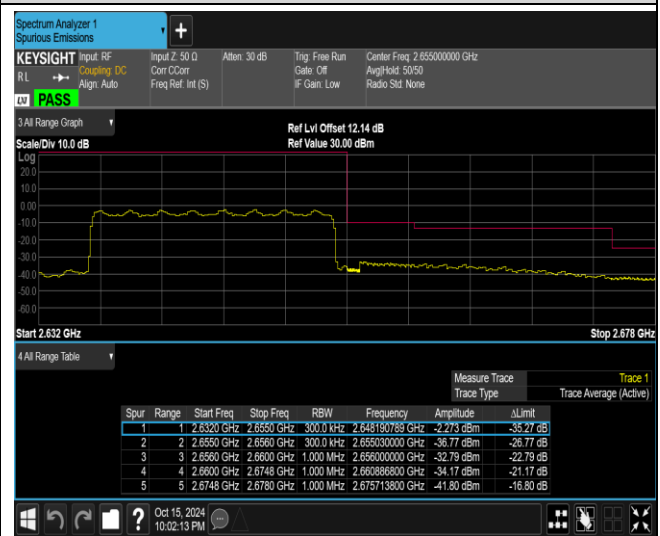 Spectrum Analyzer 1
Spurious Emissions
KEYSIGHT Input: RF Input Z: 50 Ω Atten: 30 dB Trig: Free Run Center Freq: 2.655000000 GHz
RL Coupling: DC Corr CCorr Gate: Off Avg|Hold: 50/50
Align: Auto Freq Ref: Int (S) IF Gain: Low Radio Std: None
LXI PASS
3 All Range Graph
Ref Lvl Offset 12.14 dB
Scale/Div 10.0 dB Ref Value 30.00 dBm
Log
20.0
10.0
0.00
-10.0
-20.0
-30.0
-40.0
-50.0
-60.0
Start 2.632 GHz Stop 2.678 GHz
4 All Range Table
Measure Trace Trace 1
Trace Type Trace Average (Active)
Spur Range Start Freq Stop Freq RBW Frequency Amplitude ΔLimit
1 1 2.6320 GHz 2.6550 GHz 300.0 kHz 2.648190789 GHz -2.273 dBm -35.27 dB
2 2 2.6550 GHz 2.6560 GHz 300.0 kHz 2.655030000 GHz -36.77 dBm -26.77 dB
3 3 2.6560 GHz 2.6600 GHz 1.000 MHz 2.656000000 GHz -32.79 dBm -22.79 dB
4 4 2.6600 GHz 2.6748 GHz 1.000 MHz 2.660886800 GHz -34.17 dBm -21.17 dB
5 5 2.6748 GHz 2.6780 GHz 1.000 MHz 2.675713800 GHz -41.80 dBm -16.80 dB
Oct 15, 2024
10:02:13 PM